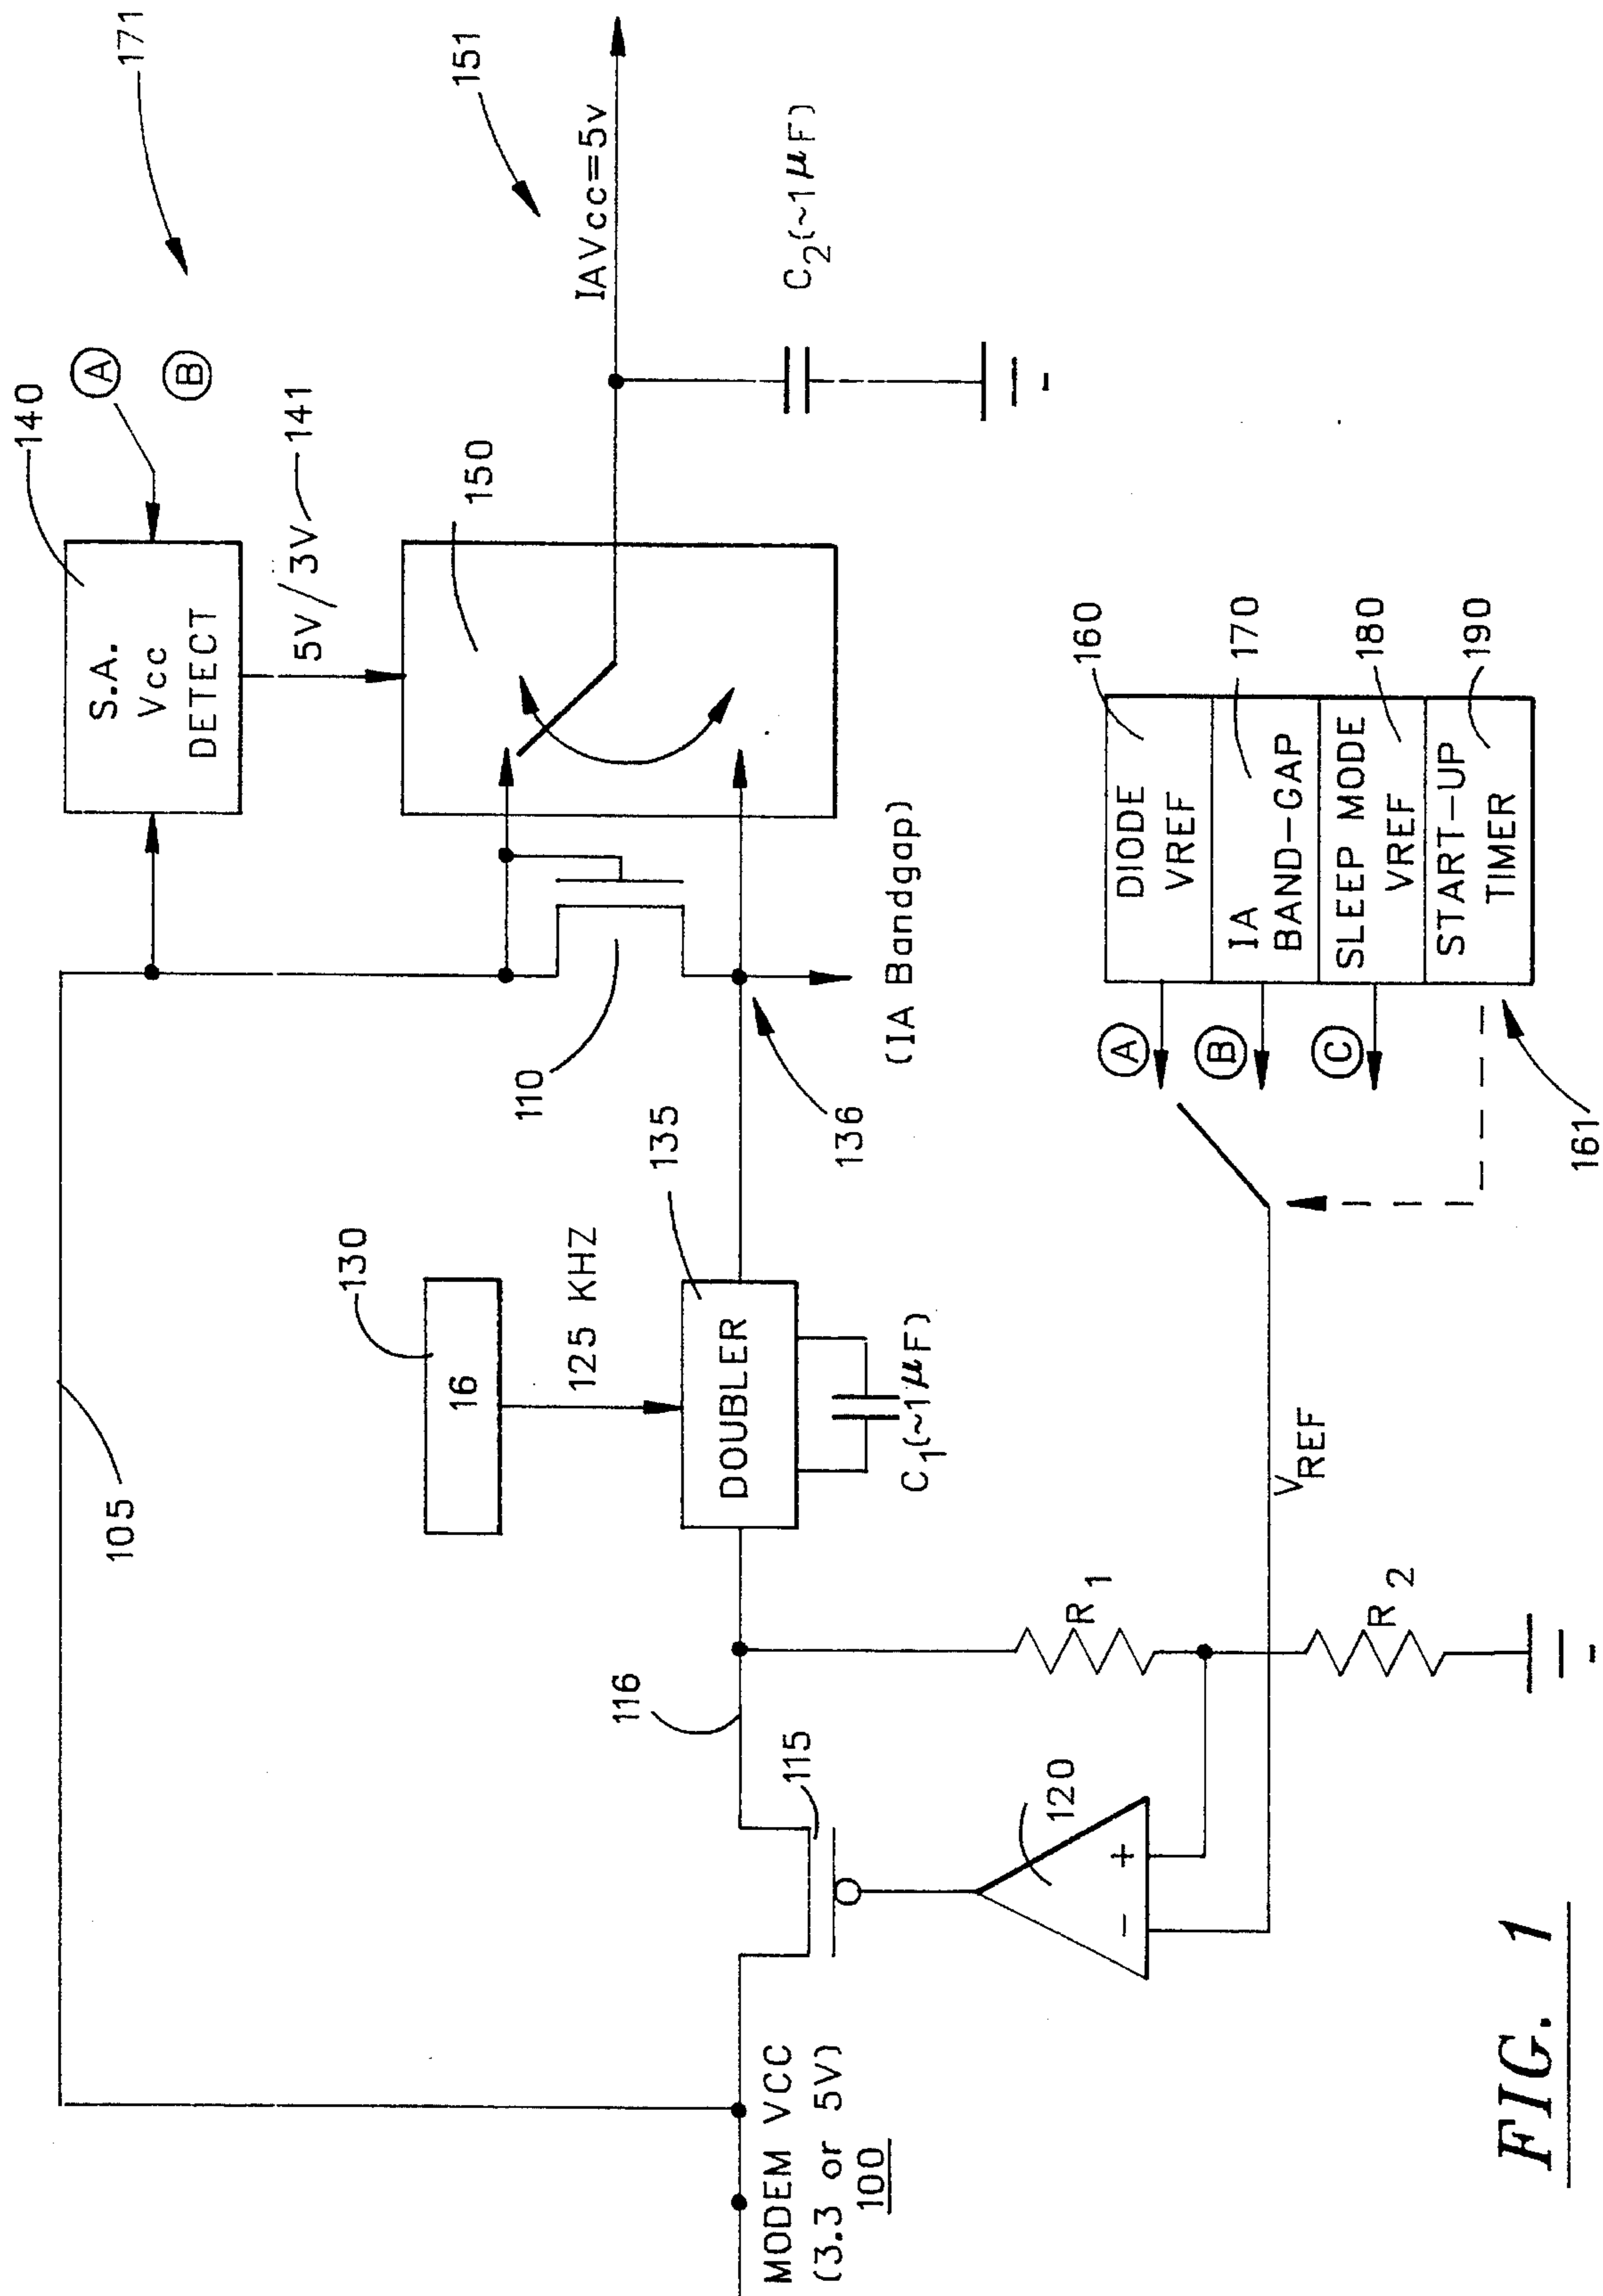 171
140
A
B
S.A.
Vcc
DETECT
5V/3V
141
150
151
IAVcc=5v
C2(~1µF)
105
130
16
125 KHZ
110
135
DOUBLER
C1(~1µF)
136
(IA Bandgap)
116
115
120
+
-
R1
R2
VREF
MODEM VCC
(3.3 or 5V)
100
A
B
C
DIODE
VREF
160
IA
BAND-GAP
170
SLEEP MODE
VREF
180
START-UP
TIMER
190
161
FIG. 1